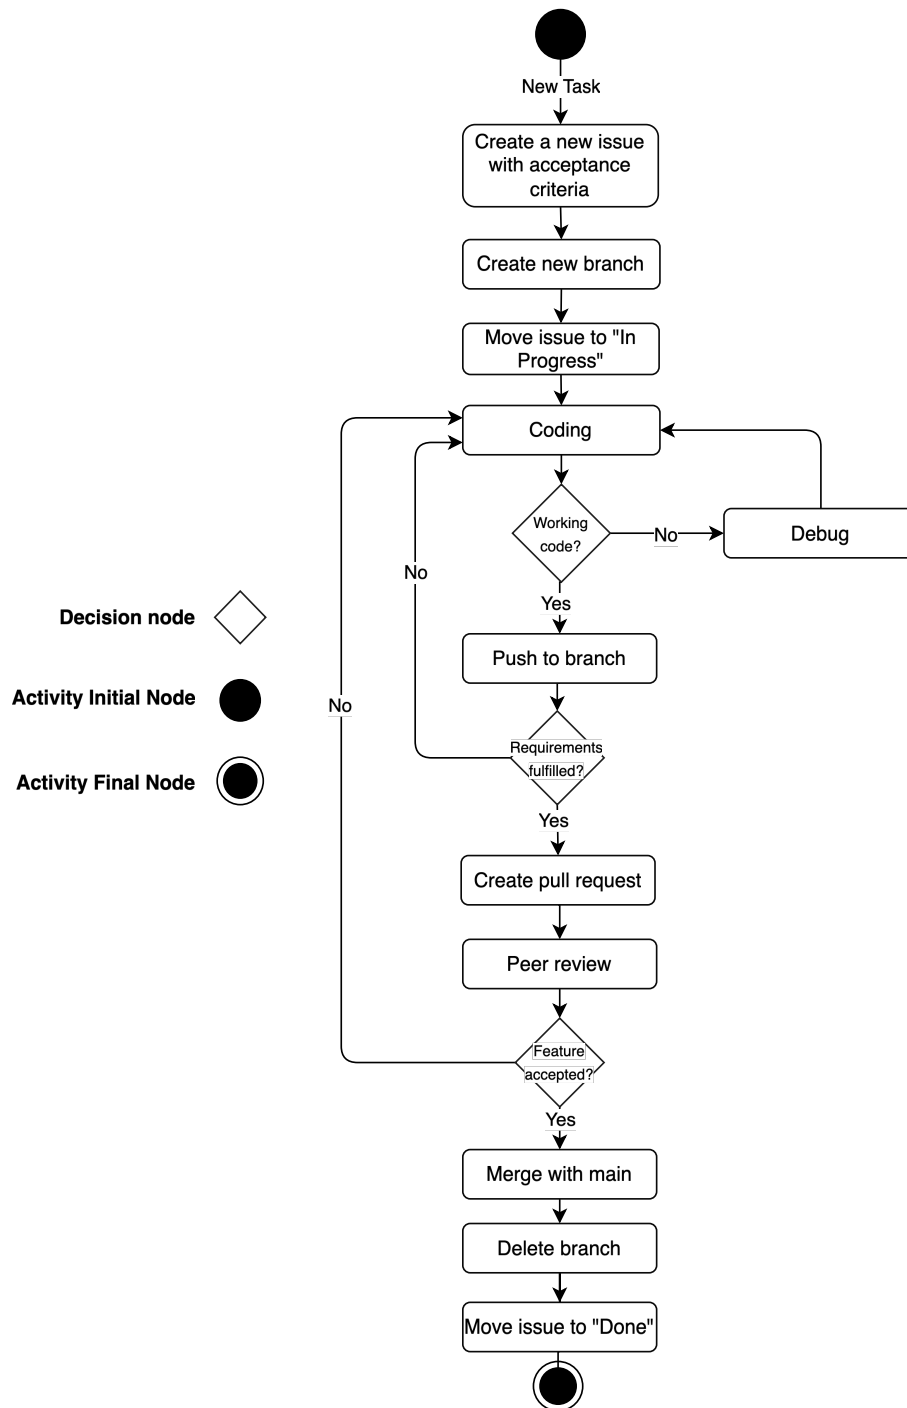 New Task
Create a new issue
with acceptance
criteria
Create new branch
Move issue to "In
Progress"
Coding
Working
code?
No
Debug
No
Yes
Decision node
Push to branch
Activity Initial Node
No
Requirements
fulfilled?
Activity Final Node
Yes
Create pull request
Peer review
Feature
accepted?
Yes
Merge with main
Delete branch
Move issue to "Done"